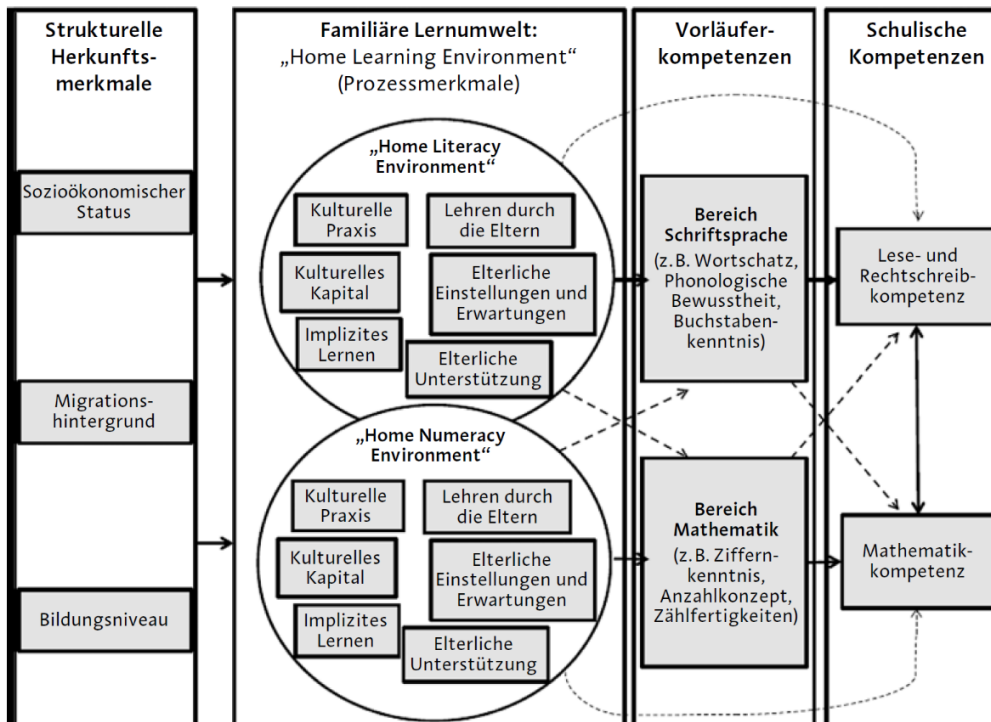 Strukturelle
Herkunfts-
merkmale
Sozioökonomischer
Status
Migrations-
hintergrund
Bildungsniveau
Familiäre Lernumwelt:
„Home Learning Environment“
(Prozessmerkmale)
„Home Literacy
Environment“
Kulturelle
Praxis
Lehren durch
die Eltern
Kulturelles
Kapital
Elterliche
Einstellungen und
Erwartungen
Implizites
Lernen
Elterliche
Unterstützung
„Home Numeracy
Environment“
Kulturelle
Praxis
Lehren durch
die Eltern
Kulturelles
Kapital
Elterliche
Einstellungen und
Erwartungen
Implizites
Lernen
Elterliche
Unterstützung
Vorläufer-
kompetenzen
Bereich
Schriftsprache
(z. B. Wortschatz,
Phonologische
Bewusstheit,
Buchstaben-
kenntnis)
Bereich
Mathematik
(z. B. Ziffern-
kenntnis,
Anzahlkonzept,
Zählfertigkeiten)
Schulische
Kompetenzen
Lese- und
Rechtschreib-
kompetenz
Mathematik-
kompetenz